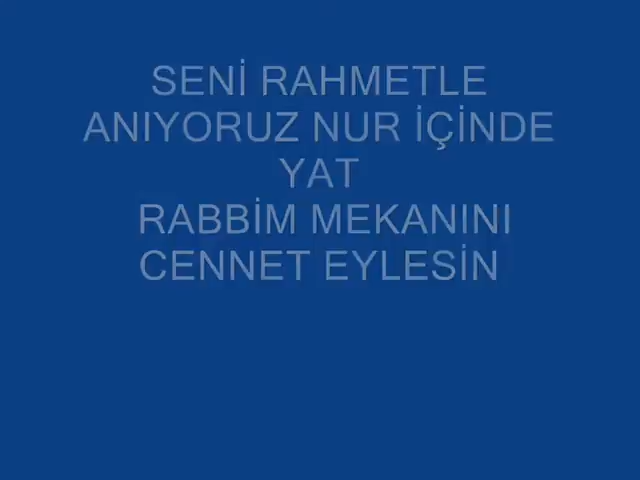 SENİ RAHMETLE
ANIYORUZ NUR İÇİNDE
YAT
RABBİM MEKANINI
CENNET EYLESİN